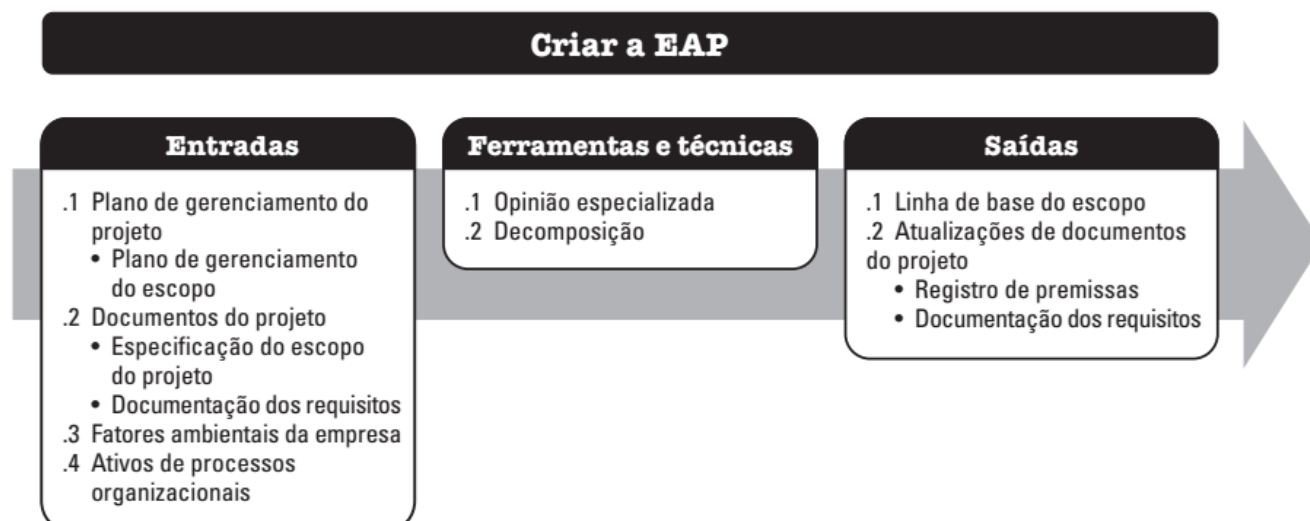 Criar a EAP
Entradas
.1 Plano de gerenciamento do
projeto
• Plano de gerenciamento
do escopo
.2 Documentos do projeto
• Especificação do escopo
do projeto
• Documentação dos requisitos
.3 Fatores ambientais da empresa
.4 Ativos de processos
organizacionais
Ferramentas e técnicas
.1 Opinião especializada
.2 Decomposição
Saídas
.1 Linha de base do escopo
.2 Atualizações de documentos
do projeto
• Registro de premissas
• Documentação dos requisitos